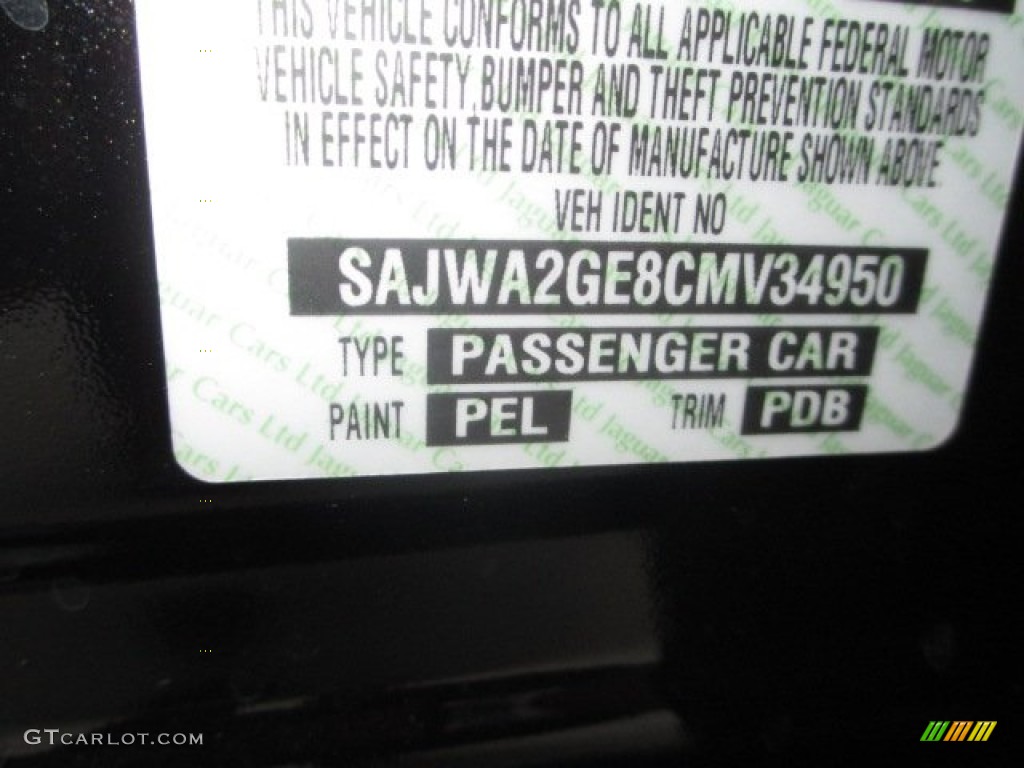 THIS VEHICLE CONFORMS TO ALL APPLICABLE FEDERAL MOTOR
VEHICLE SAFETY, BUMPER AND THEFT PREVENTION STANDARDS
IN EFFECT ON THE DATE OF MANUFACTURE SHOWN ABOVE.
VEH IDENT NO
SAJWA2GE8CMV34950
TYPE PASSENGER CAR
PAINT PEL TRIM PDB
GTCARLOT.COM